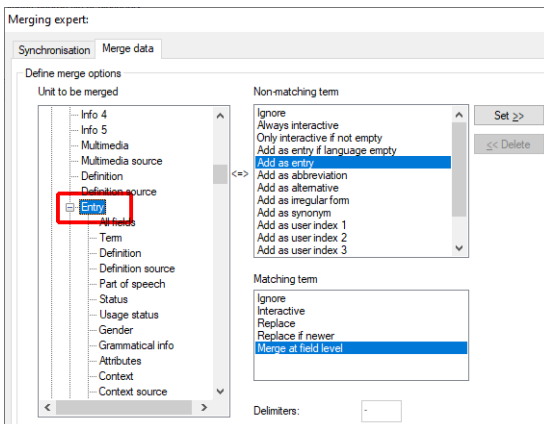 Merging expert:
Synchronisation
Merge data
Define merge options
Unit to be merged
Info 4
Info 5
Multimedia
Multimedia source
Definition
Definition source
Entry
All fields
Term
Definition
Definition source
Part of speech
Status
Usage status
Gender
Grammatical info
Attributes
Context
Context source
<=>
Non-matching term
Ignore
Always interactive
Only interactive if not empty
Add as entry if language empty
Add as entry
Add as abbreviation
Add as alternative
Add as irregular form
Add as synonym
Add as user index 1
Add as user index 2
Add as user index 3
Matching term
Ignore
Interactive
Replace
Replace if newer
Merge at field level
Delimiters: -
Set >>
<< Delete